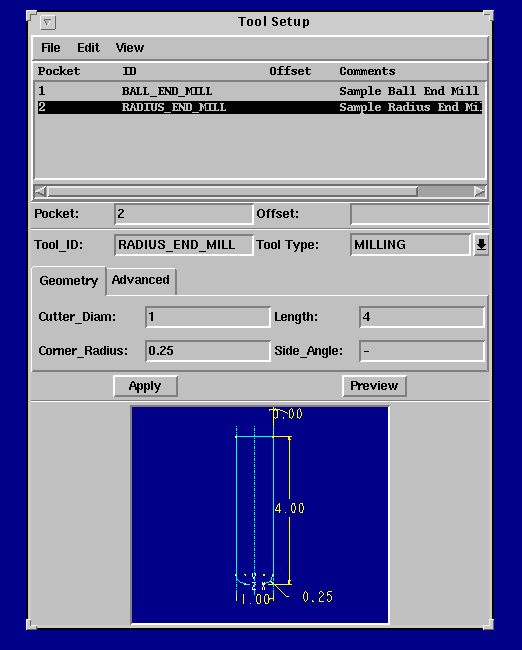 Tool Setup
File Edit View
Pocket ID Offset Comments
1 BALL_END_MILL Sample Ball End Mill
2 RADIUS_END_MILL Sample Radius End Mil
Pocket: 2 Offset:
Tool_ID: RADIUS_END_MILL Tool Type: MILLING
Geometry Advanced
Cutter_Diam: 1 Length: 4
Corner_Radius: 0.25 Side_Angle: -
Apply Preview
0.00
4.00
1.00 0.25